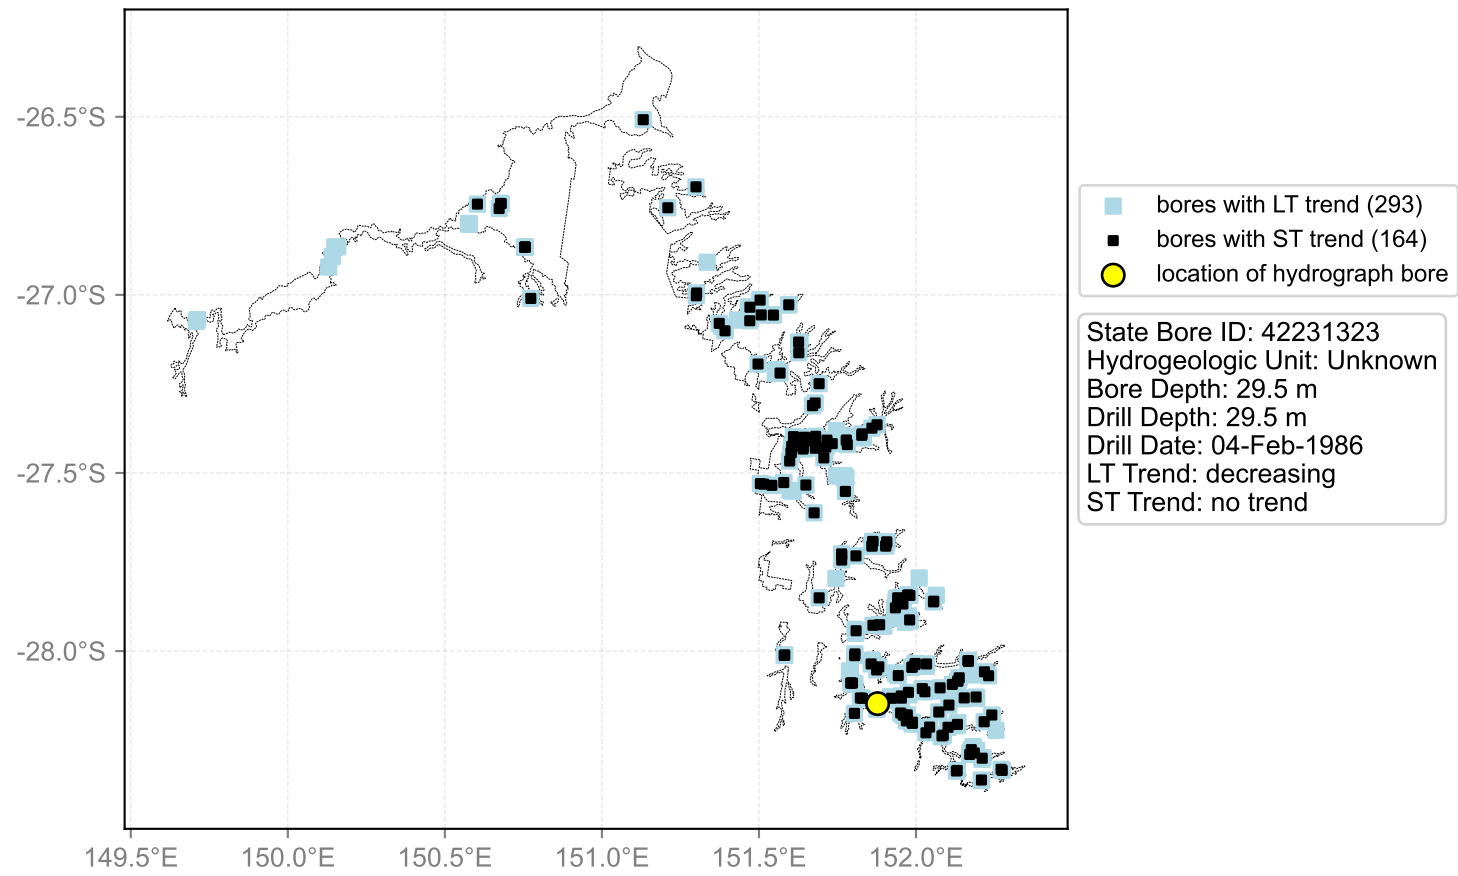 -26.5°S
-27.0°S
-27.5°S
-28.0°S
149.5°E 150.0°E 150.5°E 151.0°E 151.5°E 152.0°E
bores with LT trend (293)
bores with ST trend (164)
location of hydrograph bore
State Bore ID: 42231323
Hydrogeologic Unit: Unknown
Bore Depth: 29.5 m
Drill Depth: 29.5 m
Drill Date: 04-Feb-1986
LT Trend: decreasing
ST Trend: no trend